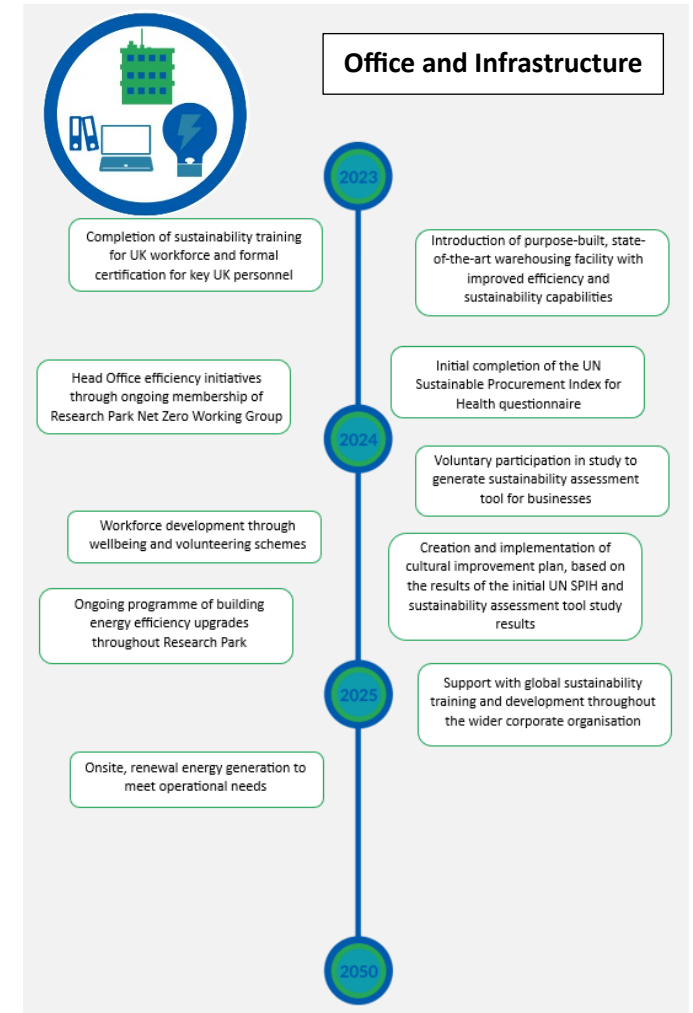 Office and Infrastructure
2023
Completion of sustainability training
for UK workforce and formal
certification for key UK personnel
Introduction of purpose-built, state-
of-the-art warehousing facility with
improved efficiency and
sustainability capabilities
Initial completion of the UN
Sustainable Procurement Index for
Health questionnaire
Head Office efficiency initiatives
through ongoing membership of
Research Park Net Zero Working Group
2024
Voluntary participation in study to
generate sustainability assessment
tool for businesses
Workforce development through
wellbeing and volunteering schemes
Creation and implementation of
cultural improvement plan, based on
the results of the initial UN SPIH and
sustainability assessment tool study
results
Ongoing programme of building
energy efficiency upgrades
throughout Research Park
2025
Support with global sustainability
training and development throughout
the wider corporate organisation
Onsite, renewal energy generation to
meet operational needs
2050